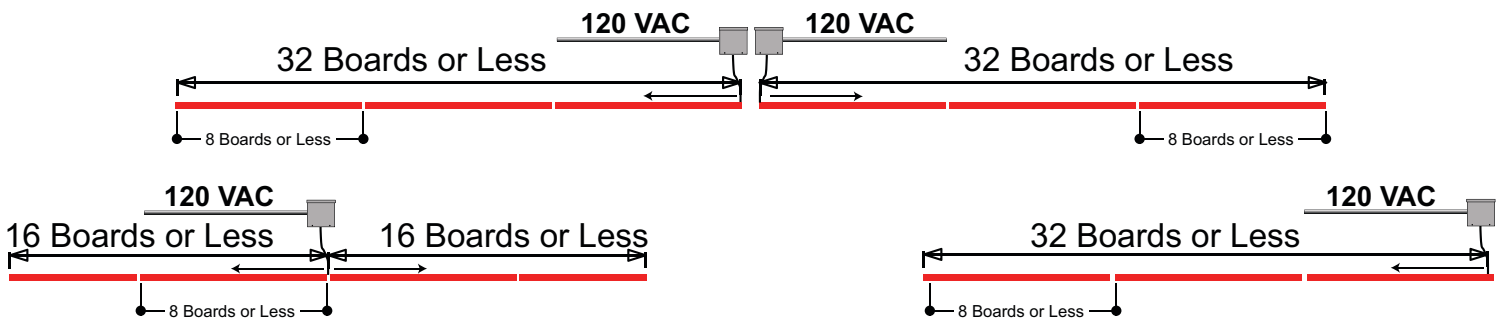 120 VAC 120 VAC
32 Boards or Less 32 Boards or Less
8 Boards or Less 8 Boards or Less
120 VAC 120 VAC
16 Boards or Less 16 Boards or Less 32 Boards or Less
8 Boards or Less 8 Boards or Less